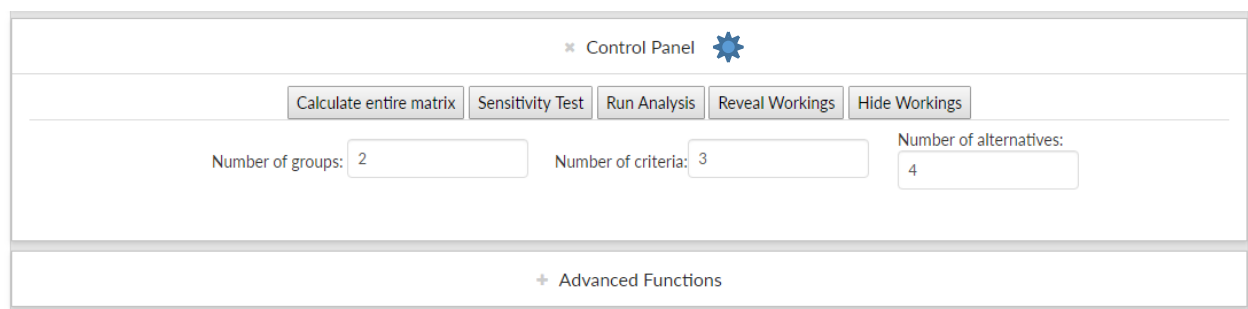 Control Panel
Calculate entire matrix Sensitivity Test Run Analysis Reveal Workings Hide Workings
Number of groups: 2 Number of criteria: 3 Number of alternatives: 4
Advanced Functions